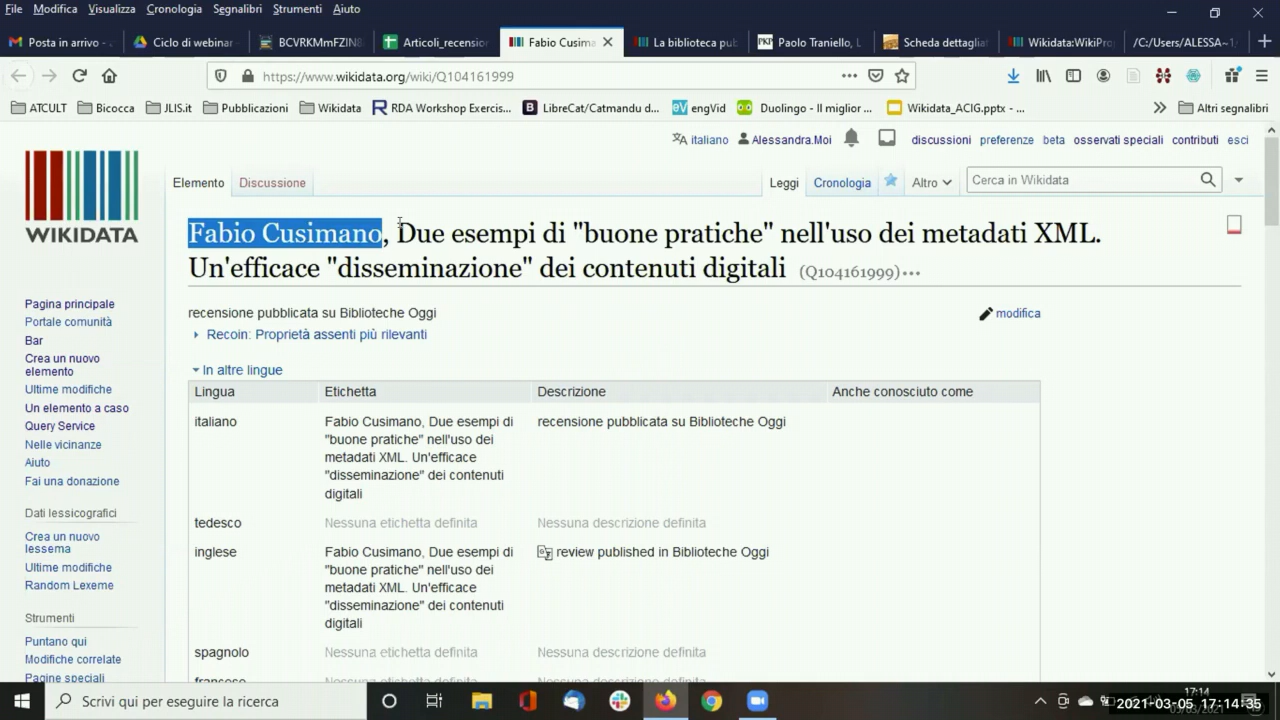 File Modifica Visualizza Cronologia Segnalibri Strumenti Aiuto
Posta in arrivo - Ciclo di webinar BCVRKMmFZIN8 Articoli_recension Fabio Cusima La biblioteca pub Paolo Traniello, L Scheda dettagliat Wikidata:WikiPro /C:/Users/ALESSA~1/
https://www.wikidata.org/wiki/Q104161999
ATCULT Bicocca JLIS.it Pubblicazioni Wikidata RDA Workshop Exercis... LibreCat/Catmandu d... engVid Duolingo - Il miglior ... Wikidata_ACIG.pptx - ... Altri segnalibri
italiano Alessandra.Moi discussioni preferenze beta osservati speciali contributi esci
Elemento Discussione Leggi Cronologia Altro Cerca in Wikidata
WIKIDATA
Fabio Cusimano, Due esempi di "buone pratiche" nell'uso dei metadati XML.
Un'efficace "disseminazione" dei contenuti digitali (Q104161999)
recensione pubblicata su Biblioteche Oggi
modifica
Recoin: Proprietà assenti più rilevanti
In altre lingue
Lingua Etichetta Descrizione Anche conosciuto come
italiano Fabio Cusimano, Due esempi di recensione pubblicata su Biblioteche Oggi
"buone pratiche" nell'uso dei
metadati XML. Un'efficace
"disseminazione" dei contenuti
digitali
tedesco Nessuna etichetta definita Nessuna descrizione definita
inglese Fabio Cusimano, Due esempi di review published in Biblioteche Oggi
"buone pratiche" nell'uso dei
metadati XML. Un'efficace
"disseminazione" dei contenuti
digitali
spagnolo Nessuna etichetta definita Nessuna descrizione definita
Pagina principale
Portale comunità
Bar
Crea un nuovo
elemento
Ultime modifiche
Un elemento a caso
Query Service
Nelle vicinanze
Aiuto
Fai una donazione
Dati lessicografici
Crea un nuovo
lessema
Ultime modifiche
Random Lexeme
Strumenti
Puntano qui
Modifiche correlate
Pagine speciali
Scrivi qui per eseguire la ricerca
17:14
2021-03-05 17:14:35